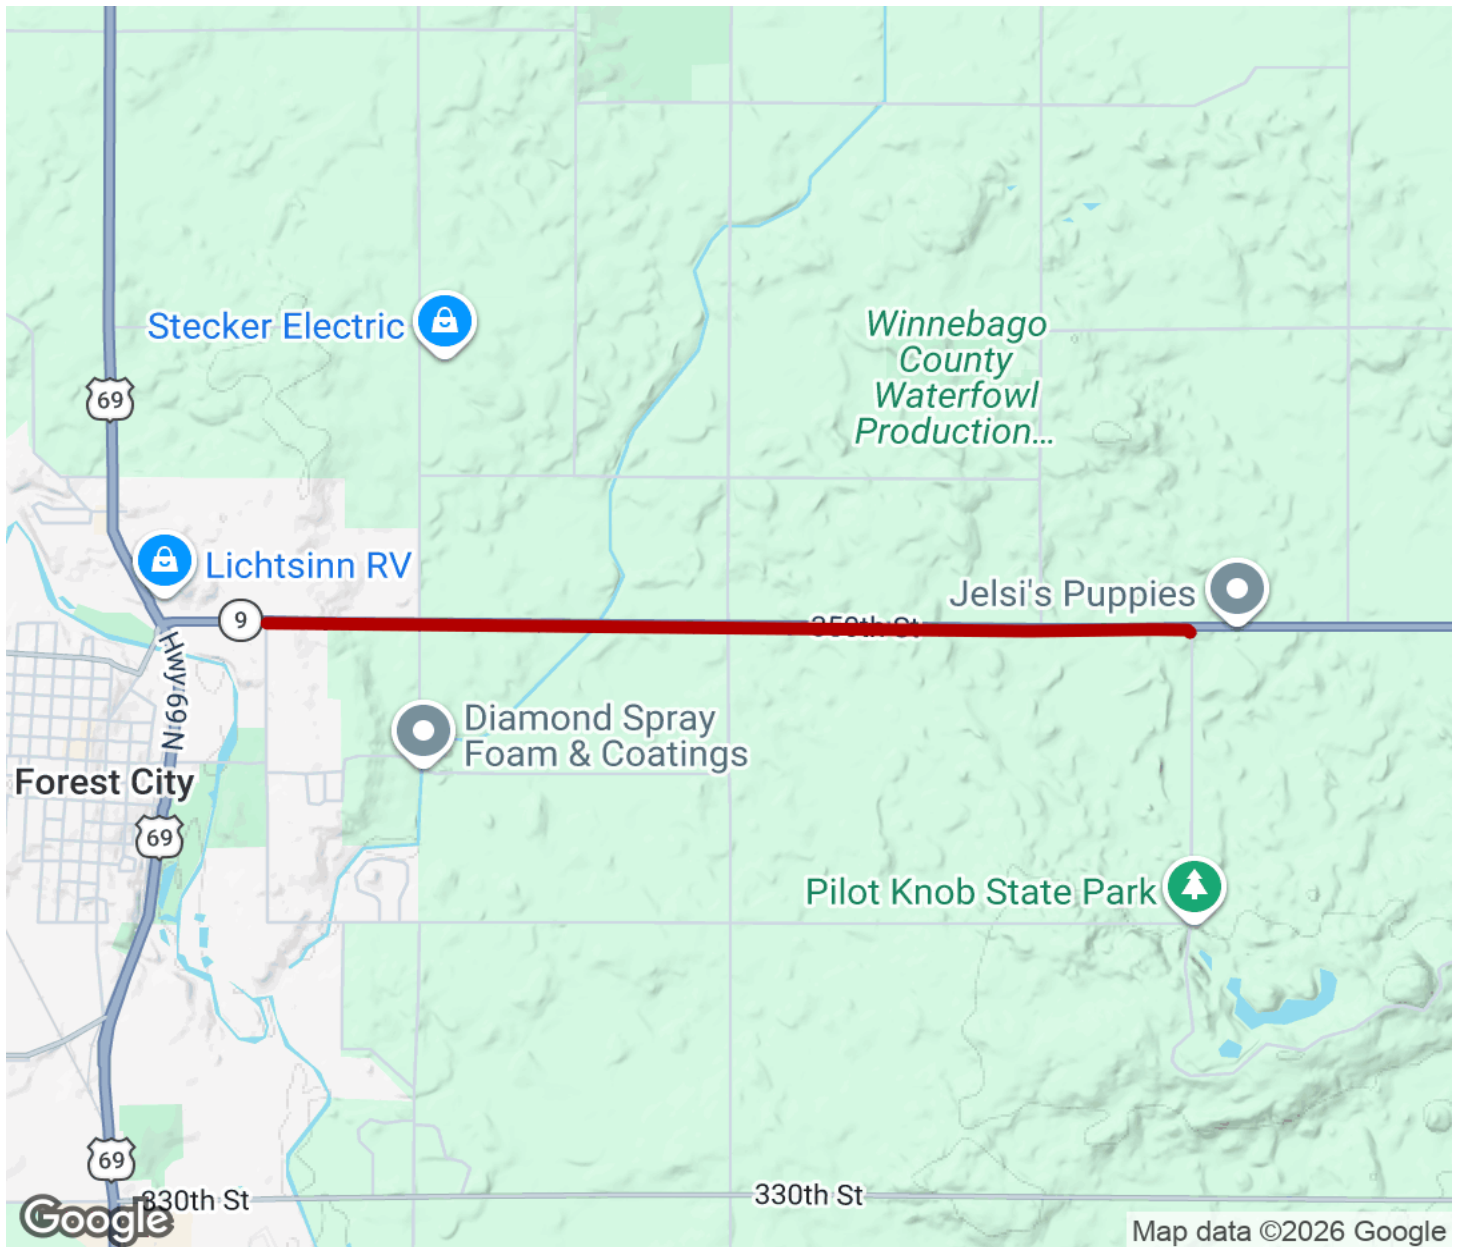 Stecker Electric
Winnebago
County
Waterfowl
Production...
69
Lichtsinn RV
Jelsi's Puppies
9
Hwy 69 N
Diamond Spray
Foam & Coatings
Forest City
69
Pilot Knob State Park
69
330th St
330th St
Google
Map data ©2026 Google